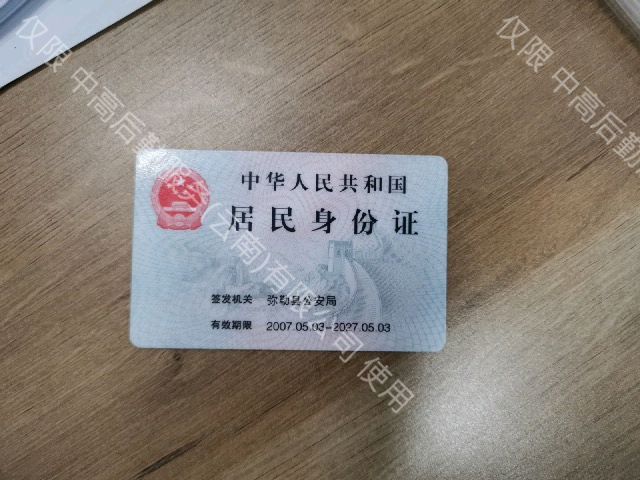 中华人民共和国
居民身份证
签发机关 弥勒县公安局
有效期限 2007.05.03-2027.05.03
仅限 中高后勤服务(云南)有限公司 使用
仅限 中高后勤